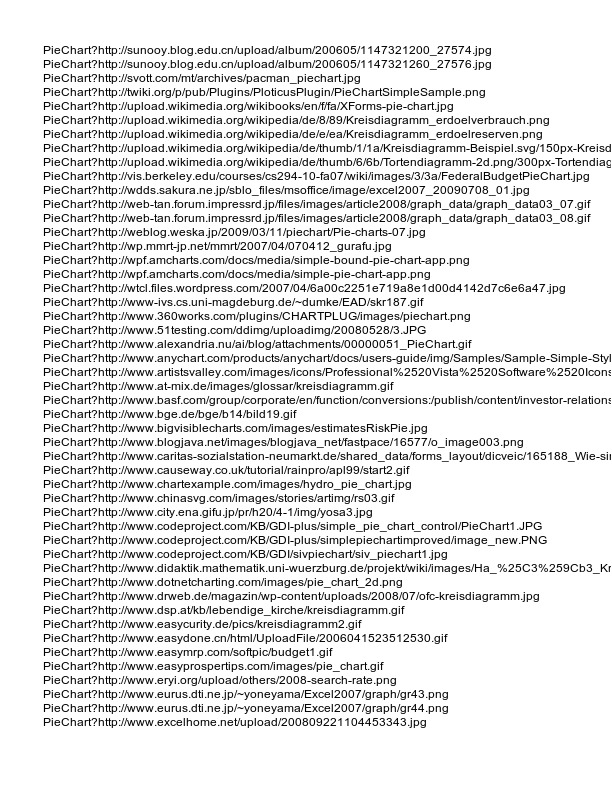 PieChart?http://sunooy.blog.edu.cn/upload/album/200605/1147321200_27574.jpg
PieChart?http://sunooy.blog.edu.cn/upload/album/200605/1147321260_27576.jpg
PieChart?http://svott.com/mt/archives/pacman_piechart.jpg
PieChart?http://twiki.org/p/pub/Plugins/PloticusPlugin/PieChartSimpleSample.png
PieChart?http://upload.wikimedia.org/wikibooks/en/f/fa/XForms-pie-chart.jpg
PieChart?http://upload.wikimedia.org/wikipedia/de/8/89/Kreisdiagramm_erdoelverbrauch.png
PieChart?http://upload.wikimedia.org/wikipedia/de/e/ea/Kreisdiagramm_erdoelreserven.png
PieChart?http://upload.wikimedia.org/wikipedia/de/thumb/1/1a/Kreisdiagramm-Beispiel.svg/150px-Kreisd
PieChart?http://upload.wikimedia.org/wikipedia/de/thumb/6/6b/Tortendiagramm-2d.png/300px-Tortendiag
PieChart?http://vis.berkeley.edu/courses/cs294-10-fa07/wiki/images/3/3a/FederalBudgetPieChart.jpg
PieChart?http://wdds.sakura.ne.jp/sblo_files/msoffice/image/excel2007_20090708_01.jpg
PieChart?http://web-tan.forum.impressrd.jp/files/images/article2008/graph_data/graph_data03_07.gif
PieChart?http://web-tan.forum.impressrd.jp/files/images/article2008/graph_data/graph_data03_08.gif
PieChart?http://weblog.weska.jp/2009/03/11/piechart/Pie-charts-07.jpg
PieChart?http://wp.mmrt-jp.net/mmrt/2007/04/070412_gurafu.jpg
PieChart?http://wpf.amcharts.com/docs/media/simple-bound-pie-chart-app.png
PieChart?http://wpf.amcharts.com/docs/media/simple-pie-chart-app.png
PieChart?http://wtcl.files.wordpress.com/2007/04/6a00c2251e719a8e1d00d4142d7c6e6a47.jpg
PieChart?http://www-ivs.cs.uni-magdeburg.de/~dumke/EAD/skr187.gif
PieChart?http://www.360works.com/plugins/CHARTPLUG/images/piechart.png
PieChart?http://www.51testing.com/ddimg/uploadimg/20080528/3.JPG
PieChart?http://www.alexandria.nu/ai/blog/attachments/00000051_PieChart.gif
PieChart?http://www.anychart.com/products/anychart/docs/users-guide/img/Samples/Sample-Simple-Styl
PieChart?http://www.artistsvalley.com/images/icons/Professional%2520Vista%2520Software%2520Icons
PieChart?http://www.at-mix.de/images/glossar/kreisdiagramm.gif
PieChart?http://www.basf.com/group/corporate/en/function/conversions:/publish/content/investor-relations
PieChart?http://www.bge.de/bge/b14/bild19.gif
PieChart?http://www.bigvisiblecharts.com/images/estimatesRiskPie.jpg
PieChart?http://www.blogjava.net/images/blogjava_net/fastpace/16577/o_image003.png
PieChart?http://www.caritas-sozialstation-neumarkt.de/shared_data/forms_layout/dicveic/165188_Wie-sin
PieChart?http://www.causeway.co.uk/tutorial/rainpro/apl99/start2.gif
PieChart?http://www.chartexample.com/images/hydro_pie_chart.jpg
PieChart?http://www.chinasvg.com/images/stories/artimg/rs03.gif
PieChart?http://www.city.ena.gifu.jp/pr/h20/4-1/img/yosa3.jpg
PieChart?http://www.codeproject.com/KB/GDI-plus/simple_pie_chart_control/PieChart1.JPG
PieChart?http://www.codeproject.com/KB/GDI-plus/simplepiechartimproved/image_new.PNG
PieChart?http://www.codeproject.com/KB/GDI/sivpiechart/siv_piechart1.jpg
PieChart?http://www.didaktik.mathematik.uni-wuerzburg.de/projekt/wiki/images/Ha_%25C3%259Cb3_Kr
PieChart?http://www.dotnetcharting.com/images/pie_chart_2d.png
PieChart?http://www.drweb.de/magazin/wp-content/uploads/2008/07/ofc-kreisdiagramm.jpg
PieChart?http://www.dsp.at/kb/lebendige_kirche/kreisdiagramm.gif
PieChart?http://www.easycurity.de/pics/kreisdiagramm2.gif
PieChart?http://www.easydone.cn/html/UploadFile/2006041523512530.gif
PieChart?http://www.easymrp.com/softpic/budget1.gif
PieChart?http://www.easyprospertips.com/images/pie_chart.gif
PieChart?http://www.eryi.org/upload/others/2008-search-rate.png
PieChart?http://www.eurus.dti.ne.jp/~yoneyama/Excel2007/graph/gr43.png
PieChart?http://www.eurus.dti.ne.jp/~yoneyama/Excel2007/graph/gr44.png
PieChart?http://www.excelhome.net/upload/200809221104453343.jpg